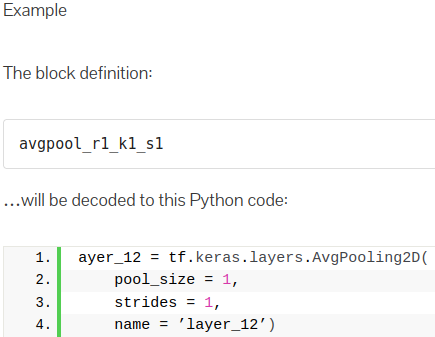 Example
The block definition:
avgpool_r1_k1_s1
...will be decoded to this Python code:
1. ayer_12 = tf.keras.layers.AvgPooling2D(
2. pool_size = 1,
3. strides = 1,
4. name = ’layer_12’)